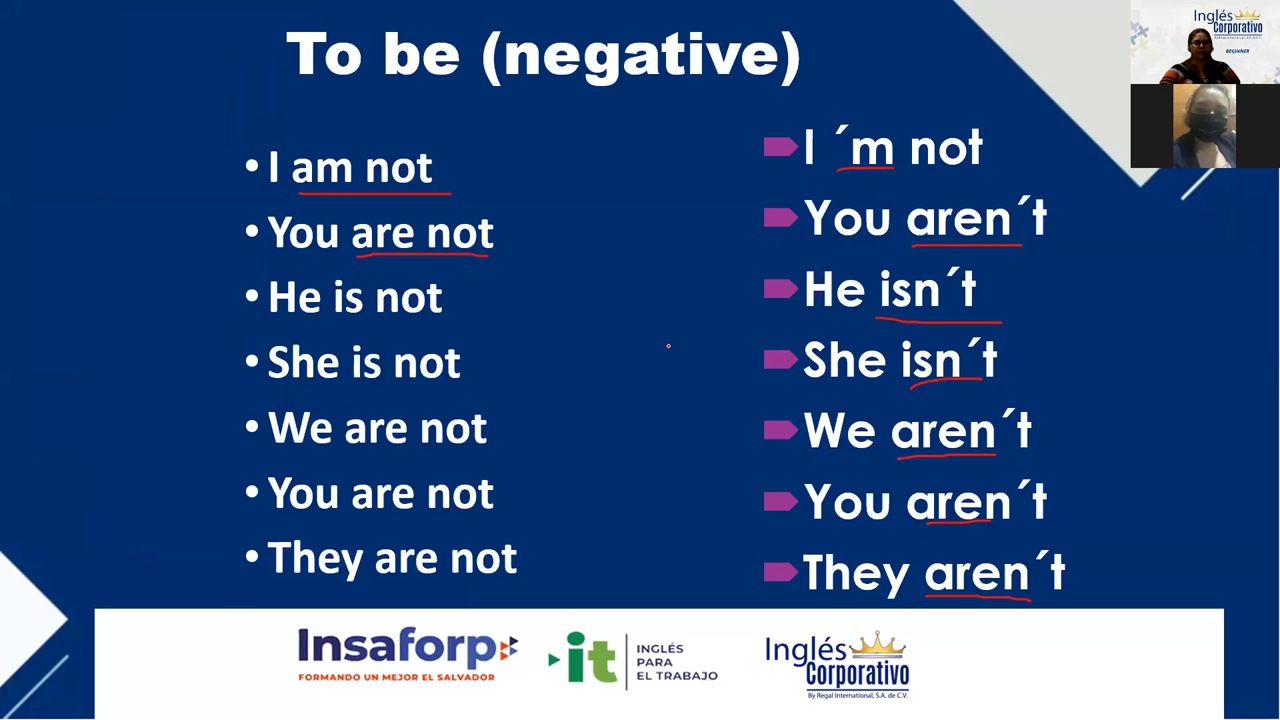 To be (negative)
• I am not
• You are not
• He is not
• She is not
• We are not
• You are not
• They are not
I ´m not
You aren´t
He isn´t
She isn´t
We aren´t
You aren´t
They aren´t
Insaforp
FORMANDO UN MEJOR EL SALVADOR
it
INGLÉS
PARA
EL TRABAJO
Inglés
Corporativo
By Regal International, S.A. de C.V.
Inglés
Corporativo
BEGINNER